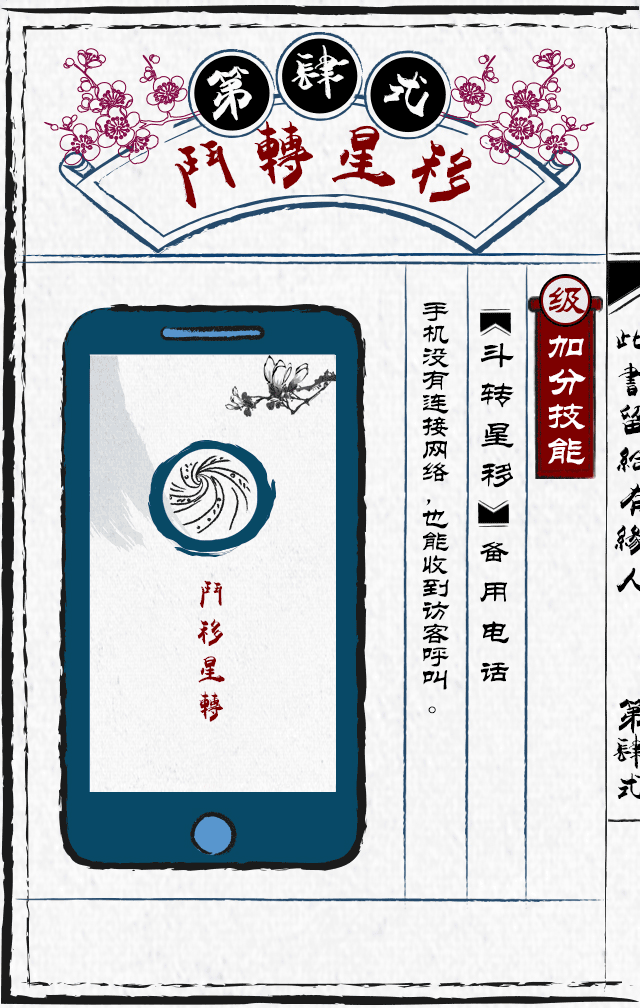 第肆式
鬥轉星移
此書留給有緣人
第肆式
级
加分技能
【斗转星移】备用电话
手机没有连接网络，也能收到访客呼叫。
鬥移星轉